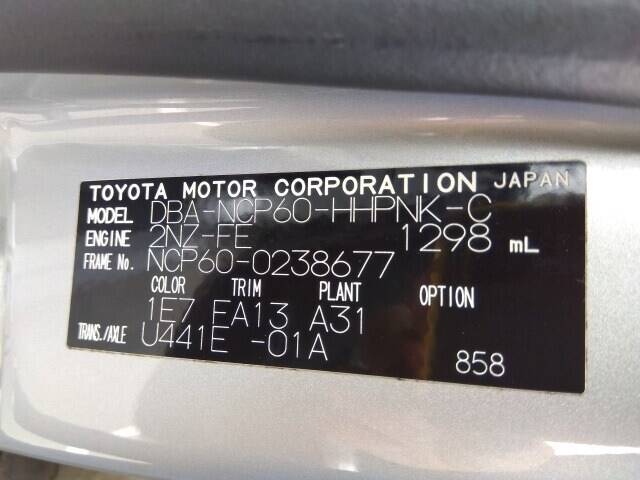 TOYOTA MOTOR CORPORATION JAPAN
MODEL DBA-NCP60-HHPNK-C
ENGINE 2NZ-FE 1298 mL
FRAME No. NCP60-0238677
COLOR TRIM PLANT OPTION
1E7 FA13 A31
TRANS./AXLE U441E -01A
858